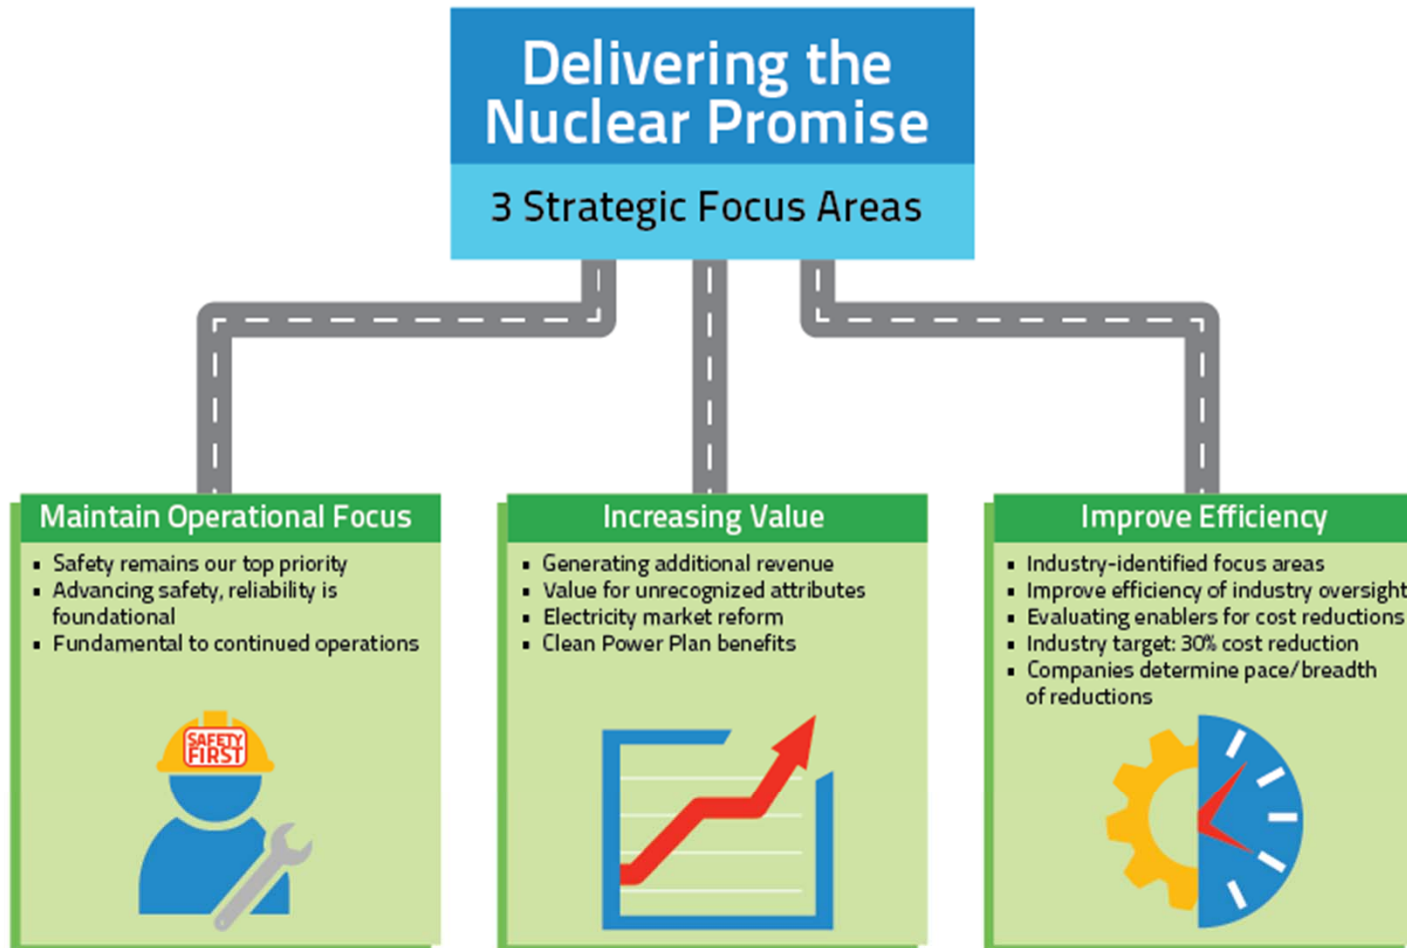 Delivering the
Nuclear Promise
3 Strategic Focus Areas
Maintain Operational Focus
▪ Safety remains our top priority
▪ Advancing safety, reliability is
foundational
▪ Fundamental to continued operations
SAFETY
FIRST
Increasing Value
▪ Generating additional revenue
▪ Value for unrecognized attributes
▪ Electricity market reform
▪ Clean Power Plan benefits
Improve Efficiency
▪ Industry-identified focus areas
▪ Improve efficiency of industry oversight
▪ Evaluating enablers for cost reductions
▪ Industry target: 30% cost reduction
▪ Companies determine pace/breadth
of reductions